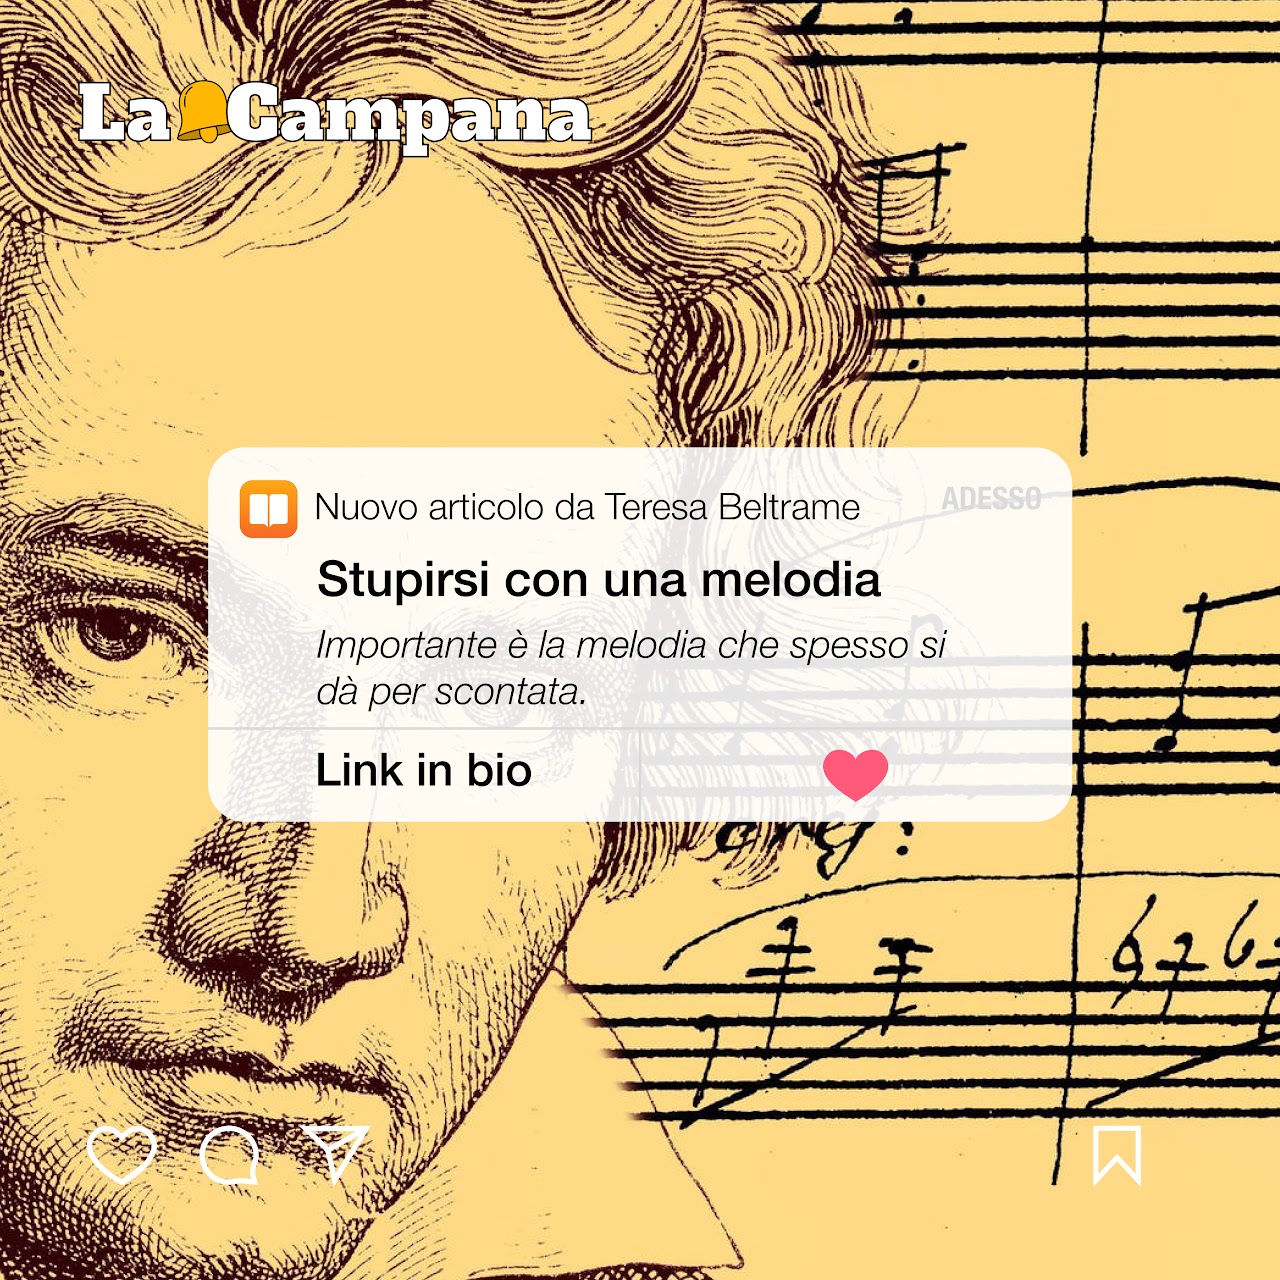 La Campana
Nuovo articolo da Teresa Beltrame
ADESSO
Stupirsi con una melodia
Importante è la melodia che spesso si
dà per scontata.
Link in bio